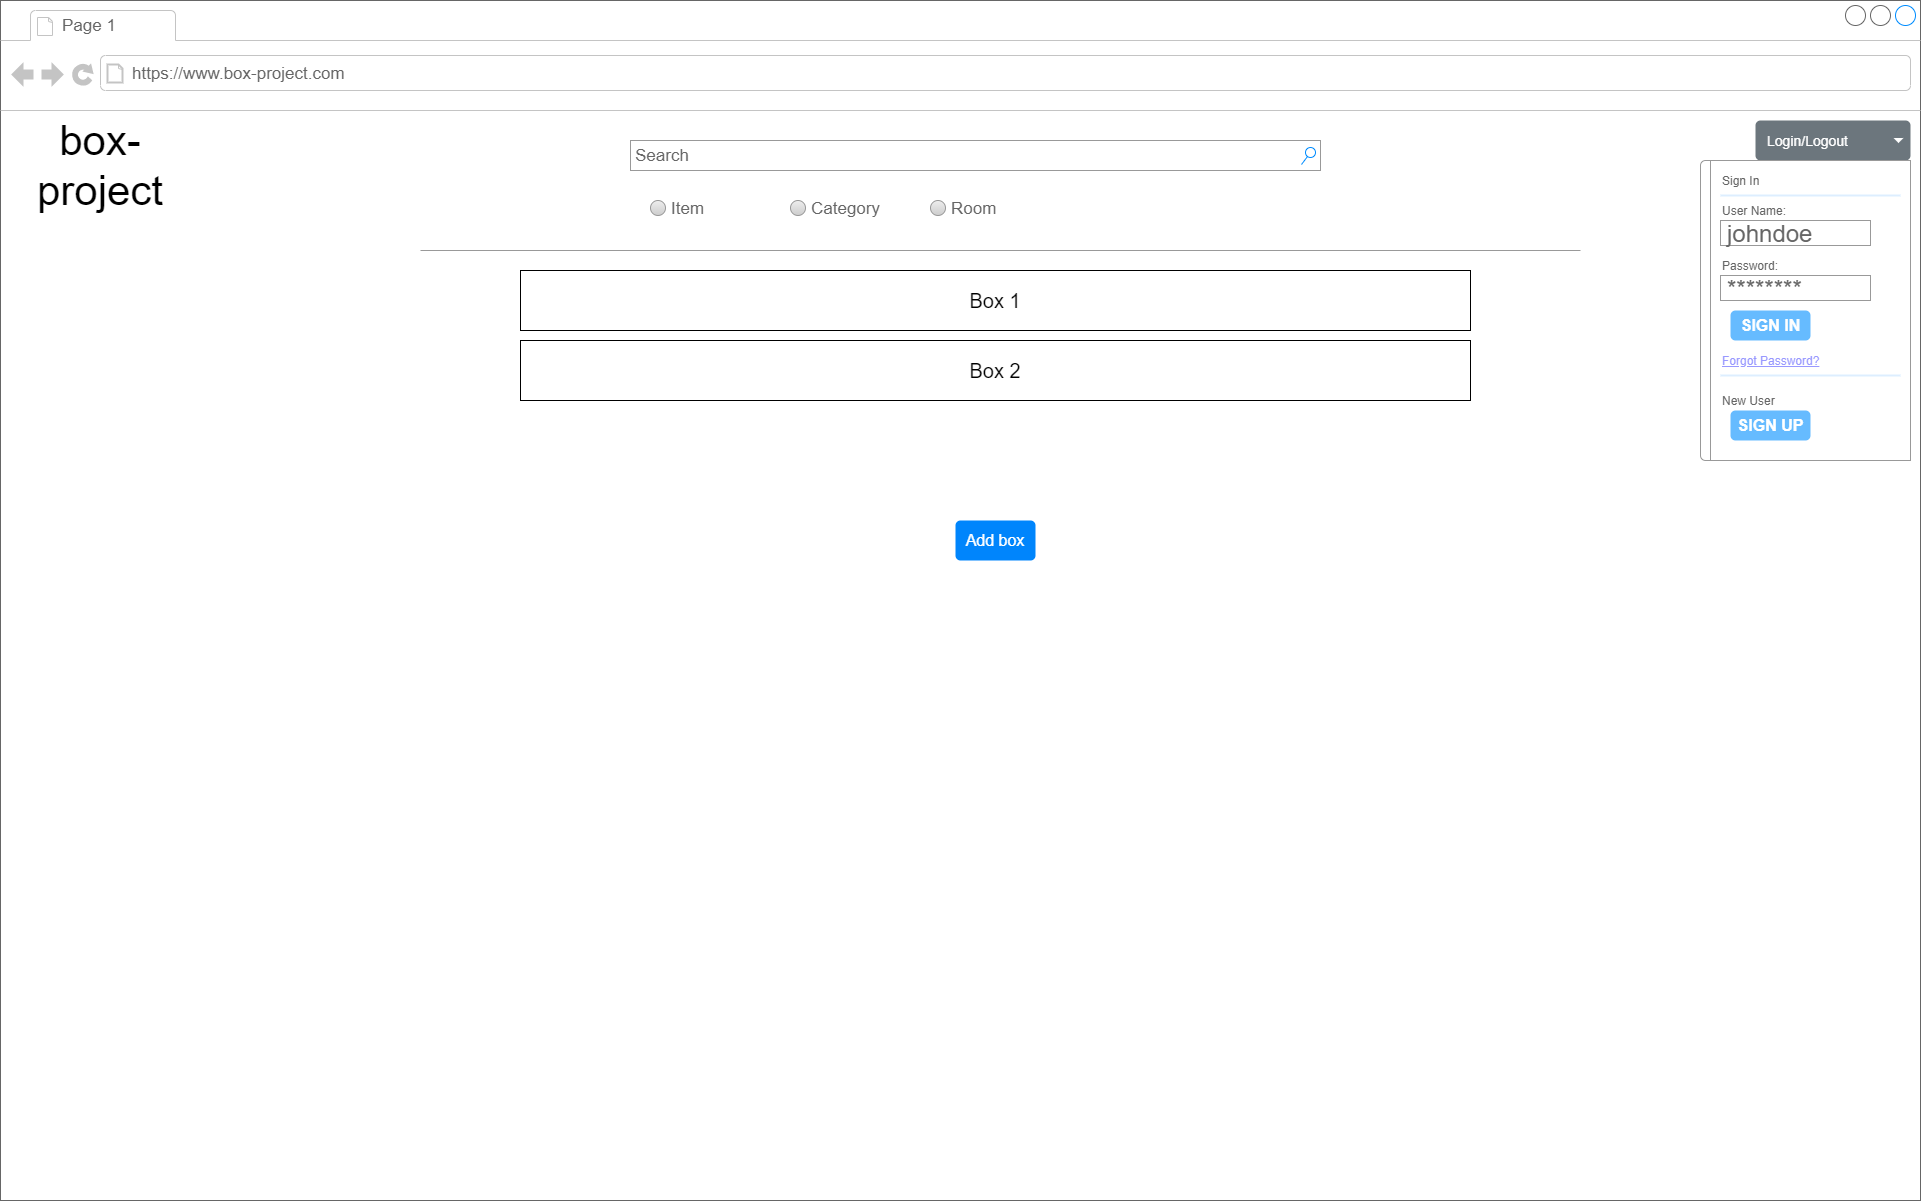 Page 1
https://www.box-project.com
box-
project
Search
Item
Category
Room
Box 1
Box 2
Add box
Login/Logout
Sign In
User Name:
johndoe
Password:
********
SIGN IN
Forgot Password?
New User
SIGN UP